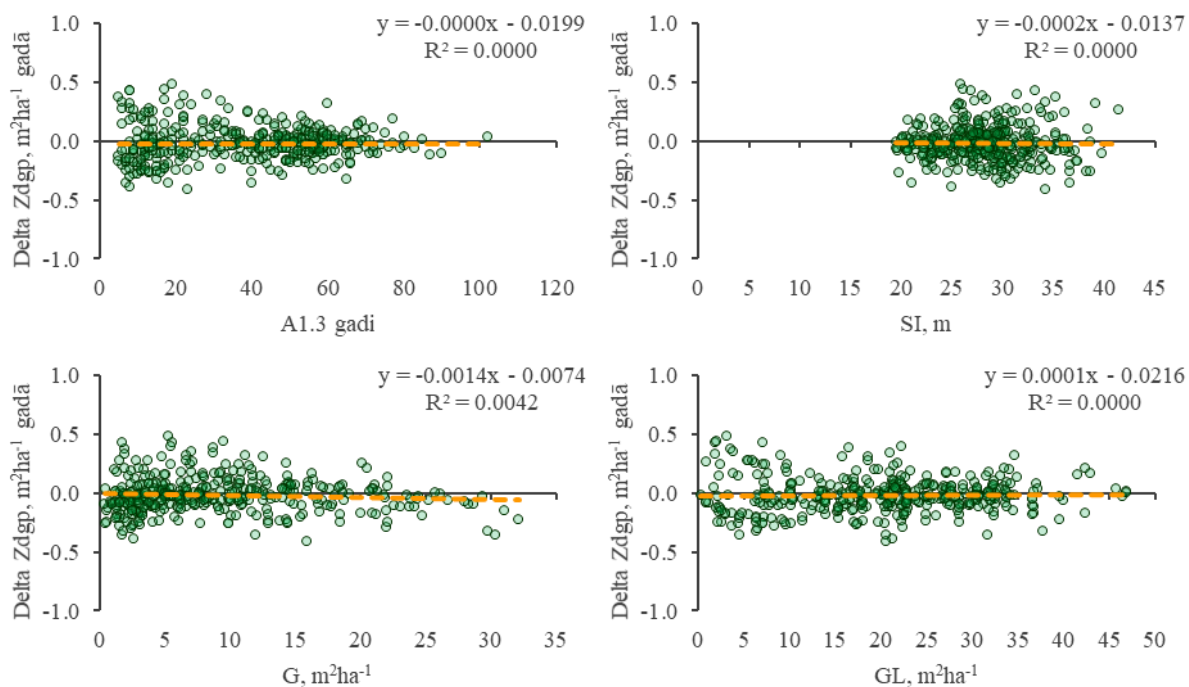 y = -0.0000x - 0.0199
R² = 0.0000
Delta Zdgp, m²ha⁻¹ gadā
1.0
0.5
0.0
-0.5
-1.0
0 20 40 60 80 100 120
A1.3 gadi
y = -0.0002x - 0.0137
R² = 0.0000
Delta Zdgp, m²ha⁻¹ gadā
1.0
0.5
0.0
-0.5
-1.0
0 5 10 15 20 25 30 35 40 45
SI, m
y = -0.0014x - 0.0074
R² = 0.0042
Delta Zdgp, m²ha⁻¹ gadā
1.0
0.5
0.0
-0.5
-1.0
0 5 10 15 20 25 30 35
G, m²ha⁻¹
y = 0.0001x - 0.0216
R² = 0.0000
Delta Zdgp, m²ha⁻¹ gadā
1.0
0.5
0.0
-0.5
-1.0
0 5 10 15 20 25 30 35 40 45 50
GL, m²ha⁻¹